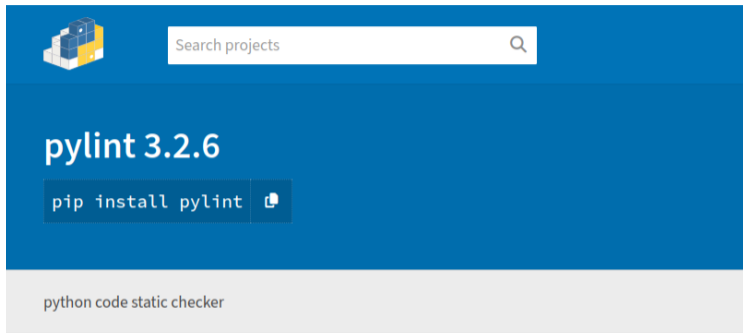 Search projects
pylint 3.2.6
pip install pylint
python code static checker